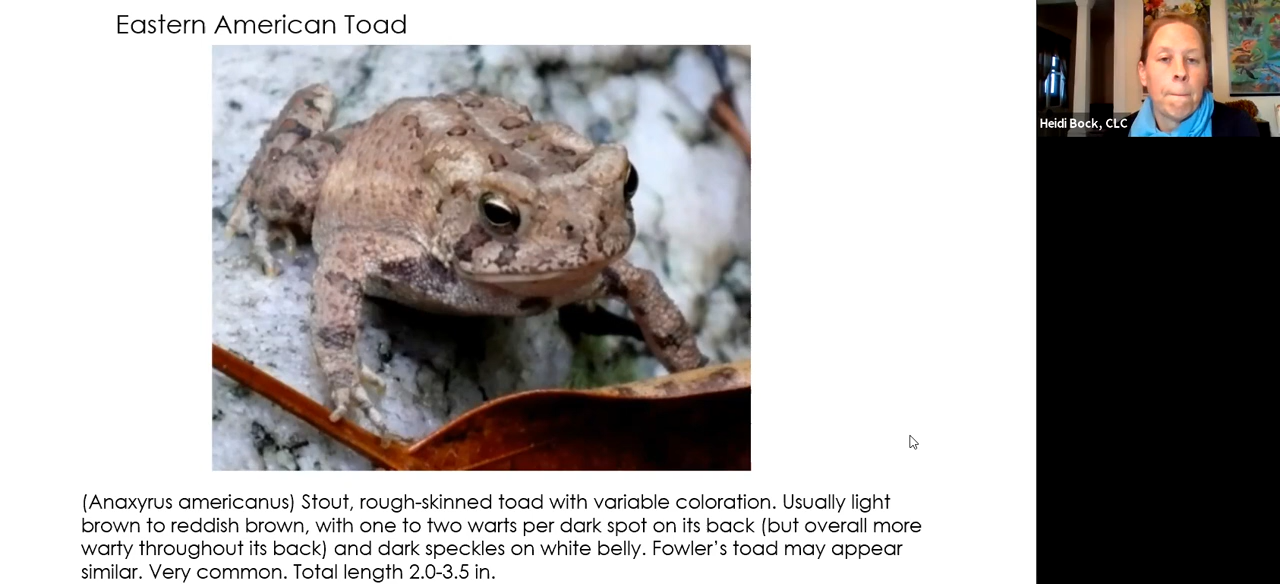 Eastern American Toad
Heidi Bock, CLC
(Anaxyrus americanus) Stout, rough-skinned toad with variable coloration. Usually light
brown to reddish brown, with one to two warts per dark spot on its back (but overall more
warty throughout its back) and dark speckles on white belly. Fowler’s toad may appear
similar. Very common. Total length 2.0-3.5 in.